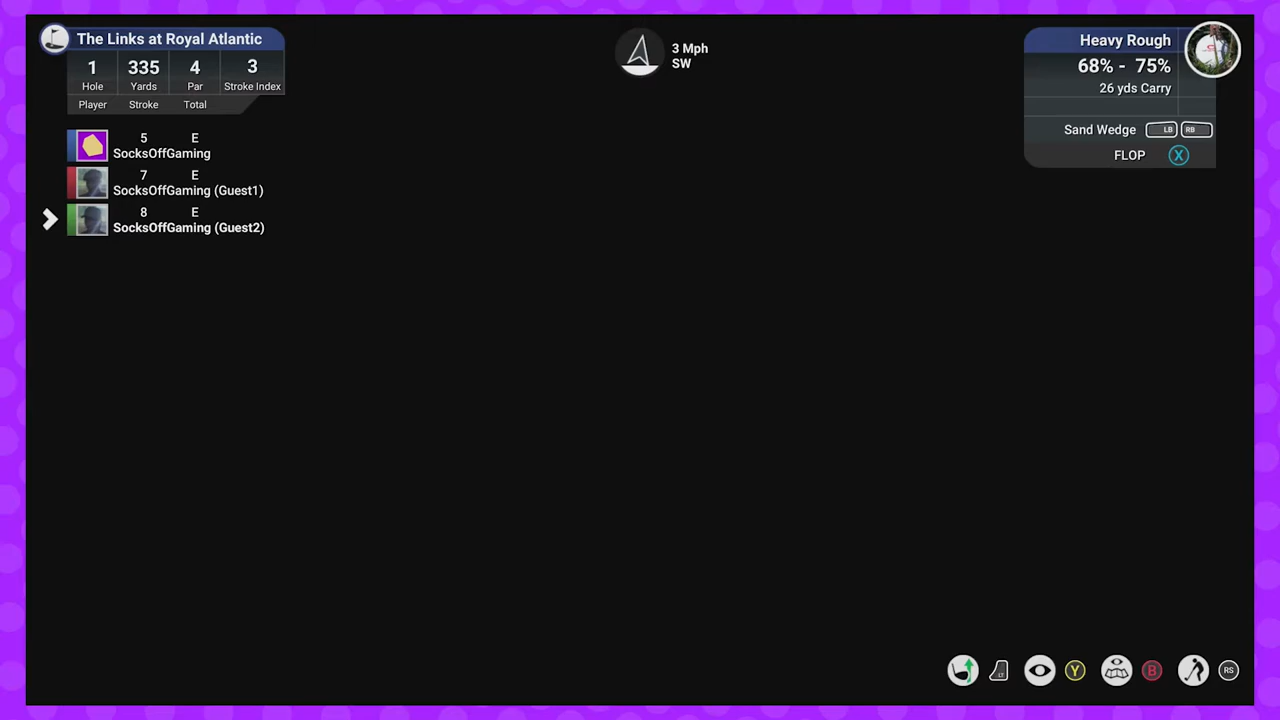 The Links at Royal Atlantic
1 335 4 3
Hole Yards Par Stroke Index
Player Stroke Total
5 E
SocksOffGaming
7 E
SocksOffGaming (Guest1)
8 E
SocksOffGaming (Guest2)
3 Mph
SW
Heavy Rough
68% - 75%
26 yds Carry
Sand Wedge LB RB
FLOP X
LT Y B RS